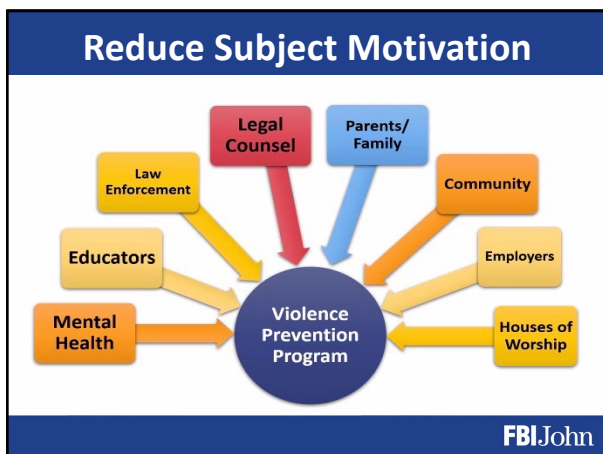 Reduce Subject Motivation
Legal
Counsel
Parents/
Family
Law
Enforcement
Community
Educators
Employers
Mental
Health
Violence
Prevention
Program
Houses of
Worship
FBIJohn